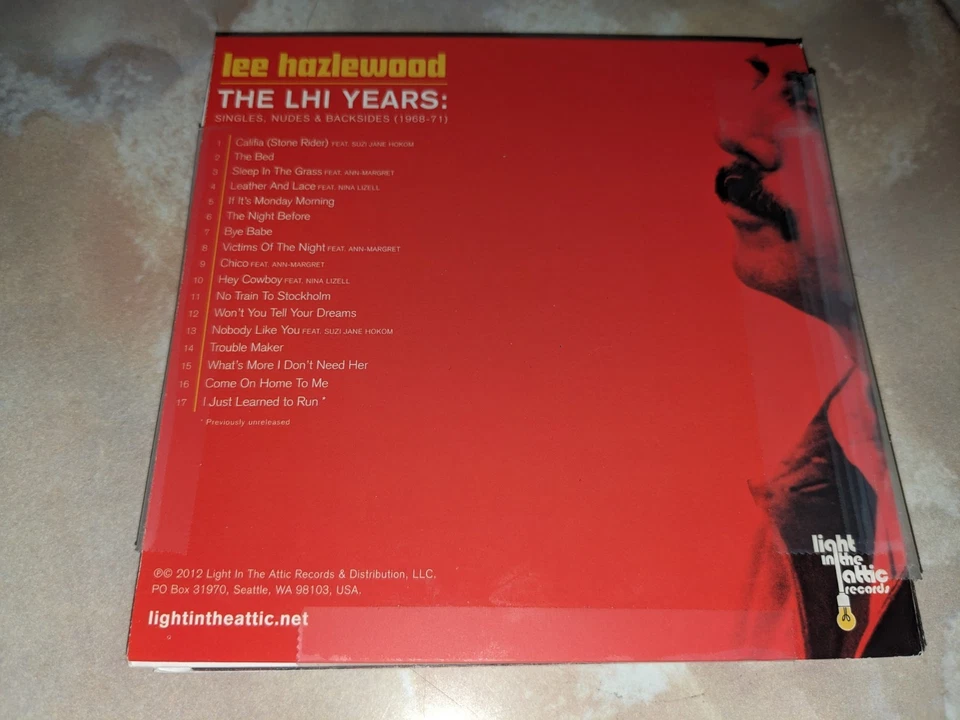 lee hazlewood
THE LHI YEARS:
SINGLES, NUDES & BACKSIDES (1968-71)
1 Califia (Stone Rider) FEAT. SUZI JANE HOKOM
2 The Bed
3 Sleep In The Grass FEAT. ANN-MARGRET
4 Leather And Lace FEAT. NINA LIZELL
5 If It's Monday Morning
6 The Night Before
7 Bye Babe
8 Victims Of The Night FEAT. ANN-MARGRET
9 Chico FEAT. ANN-MARGRET
10 Hey Cowboy FEAT. NINA LIZELL
11 No Train To Stockholm
12 Won't You Tell Your Dreams
13 Nobody Like You FEAT. SUZI JANE HOKOM
14 Trouble Maker
15 What's More I Don't Need Her
16 Come On Home To Me
17 I Just Learned to Run *
* Previously unreleased
℗© 2012 Light In The Attic Records & Distribution, LLC.
PO Box 31970, Seattle, WA 98103, USA.
lightintheattic.net
light
in the
attic
records